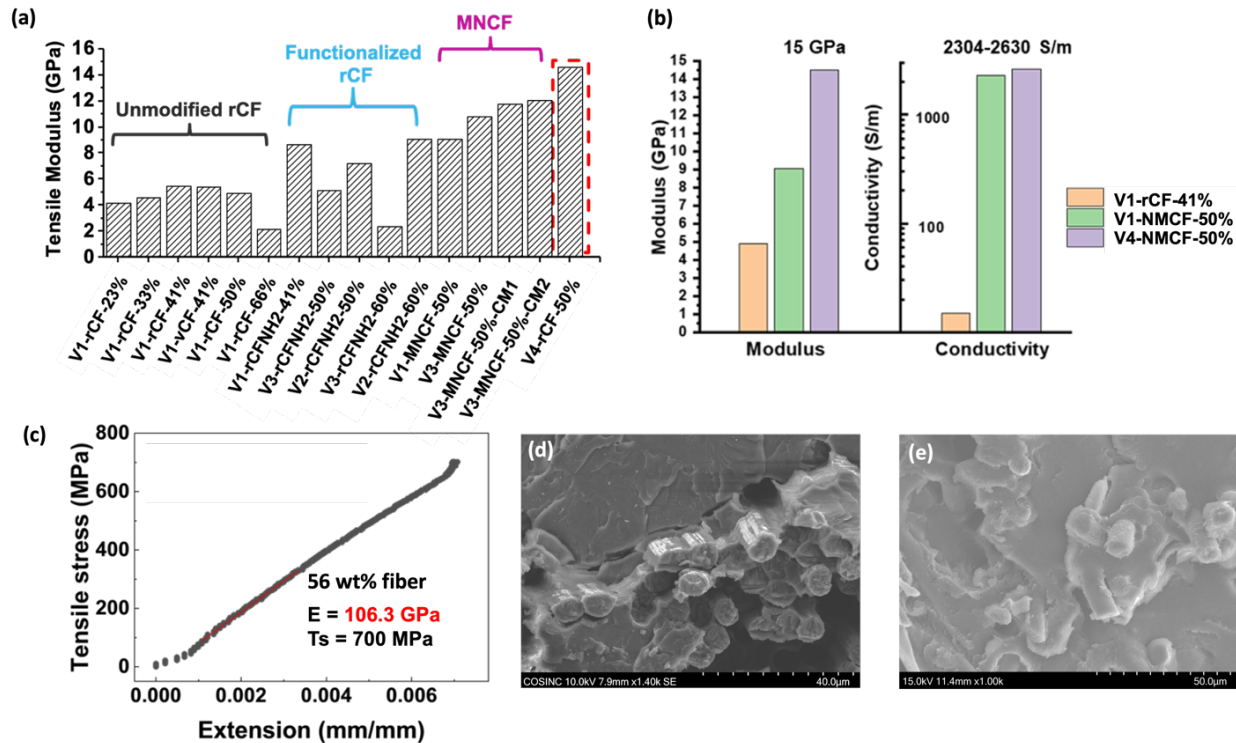 (a)
MNCF
Functionalized
rCF
Unmodified rCF
Tensile Modulus (GPa)
16
14
12
10
8
6
4
2
0
V1-rCF-23%
V1-rCF-33%
V1-rCF-41%
V1-vCF-41%
V1-rCF-50%
V1-rCF-66%
V1-rCFNH2-41%
V3-rCFNH2-50%
V2-rCFNH2-50%
V3-rCFNH2-60%
V2-rCFNH2-60%
V1-MNCF-50%
V3-MNCF-50%
V3-MNCF-50%-CM1
V3-MNCF-50%-CM2
V4-rCF-50%
(b)
15 GPa
2304-2630 S/m
Modulus (GPa)
15
14
13
12
11
10
9
8
7
6
5
4
3
2
1
0
Modulus
Conductivity (S/m)
1000
100
Conductivity
V1-rCF-41%
V1-NMCF-50%
V4-NMCF-50%
(c)
Tensile stress (MPa)
800
600
400
200
0
56 wt% fiber
E = 106.3 GPa
Ts = 700 MPa
0.000
0.002
0.004
0.006
Extension (mm/mm)
(d)
COSINC 10.0kV 7.9mm x1.40k SE
40.0µm
(e)
15.0kV 11.4mm x1.00k
50.0µm